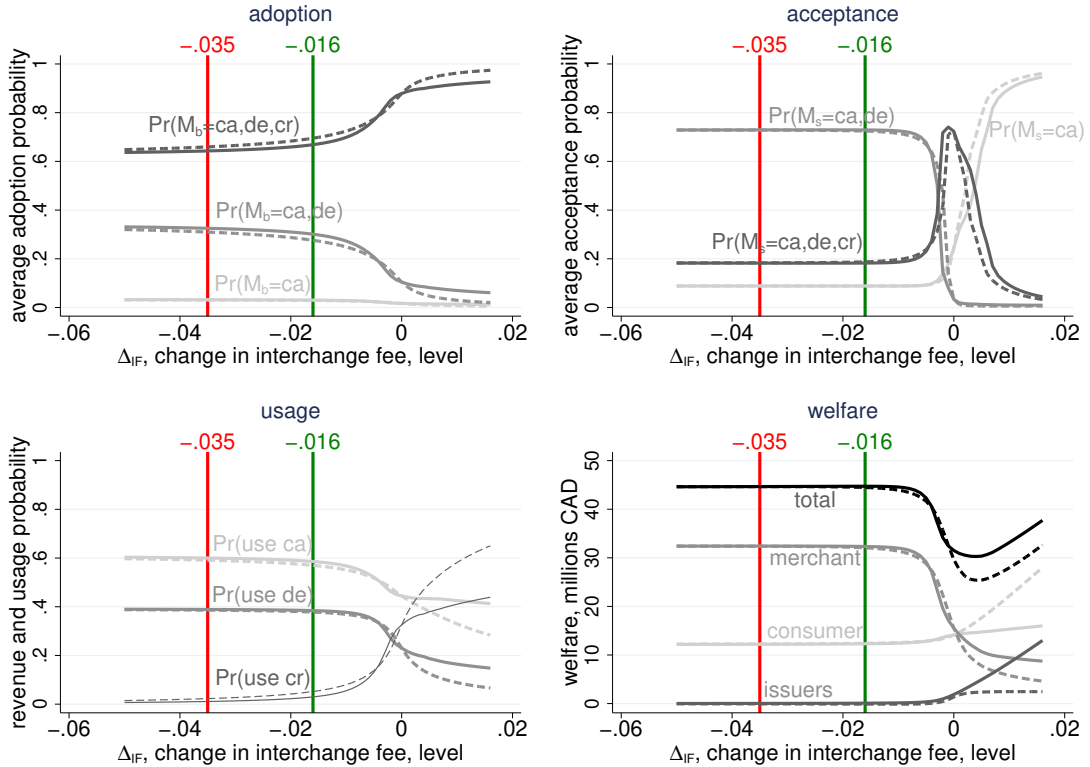 adoption
−.035
−.016
average adoption probability
1
.8
.6
.4
.2
0
Pr(M_b=ca,de,cr)
Pr(M_b=ca,de)
Pr(M_b=ca)
−.06
−.04
−.02
0
.02
Δ_IF, change in interchange fee, level
acceptance
−.035
−.016
average acceptance probability
1
.8
.6
.4
.2
0
Pr(M_s=ca,de)
Pr(M_s=ca)
Pr(M_s=ca,de,cr)
−.06
−.04
−.02
0
.02
Δ_IF, change in interchange fee, level
usage
−.035
−.016
revenue and usage probability
1
.8
.6
.4
.2
0
Pr(use ca)
Pr(use de)
Pr(use cr)
−.06
−.04
−.02
0
.02
Δ_IF, change in interchange fee, level
welfare
−.035
−.016
welfare, millions CAD
50
40
30
20
10
0
total
merchant
consumer
issuers
−.06
−.04
−.02
0
.02
Δ_IF, change in interchange fee, level